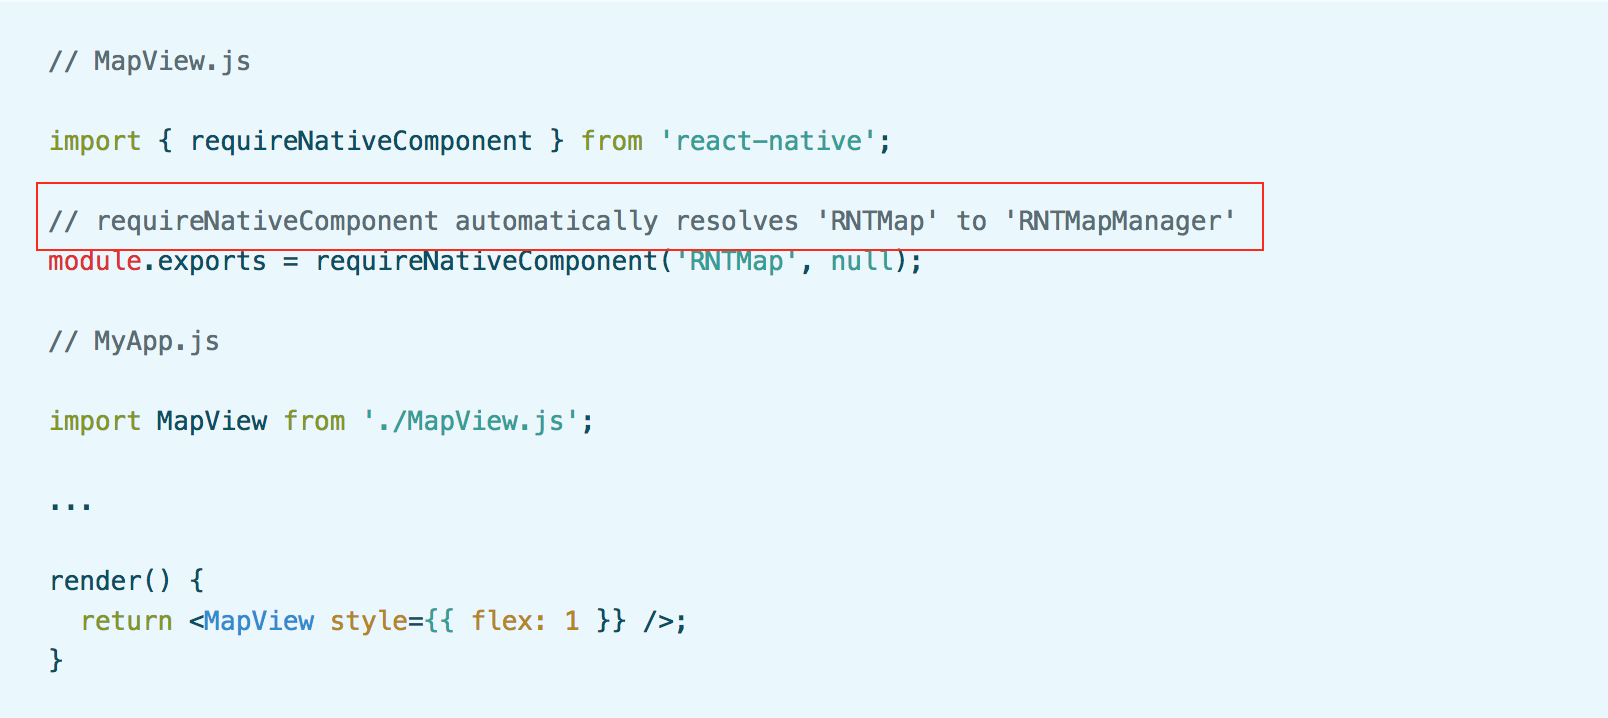 // MapView.js
import { requireNativeComponent } from 'react-native';
// requireNativeComponent automatically resolves 'RNTMap' to 'RNTMapManager'
module.exports = requireNativeComponent('RNTMap', null);
// MyApp.js
import MapView from './MapView.js';
...
render() {
  return <MapView style={{ flex: 1 }} />;
}